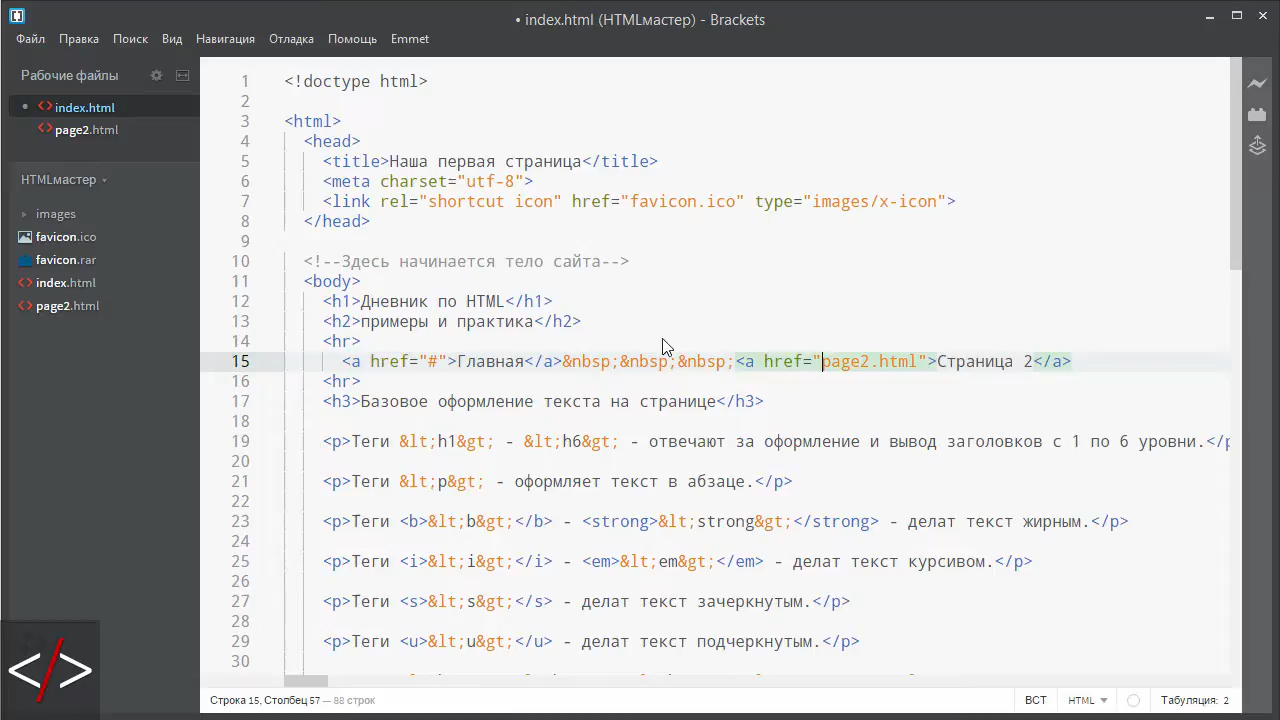 • index.html (HTMLмастер) - Brackets
Файл Правка Поиск Вид Навигация Отладка Помощь Emmet
Рабочие файлы
• index.html
page2.html
HTMLмастер
images
favicon.ico
favicon.rar
index.html
page2.html
1 <!doctype html>
2
3 <html>
4 <head>
5 <title>Наша первая страница</title>
6 <meta charset="utf-8">
7 <link rel="shortcut icon" href="favicon.ico" type="images/x-icon">
8 </head>
9
10 <!--Здесь начинается тело сайта-->
11 <body>
12 <h1>Дневник по HTML</h1>
13 <h2>примеры и практика</h2>
14 <hr>
15 <a href="#">Главная</a>&nbsp;&nbsp;&nbsp;<a href="page2.html">Страница 2</a>
16 <hr>
17 <h3>Базовое оформление текста на странице</h3>
18
19 <p>Теги &lt;h1&gt; - &lt;h6&gt; - отвечают за оформление и вывод заголовков с 1 по 6 уровни.</p
20
21 <p>Теги &lt;p&gt; - оформляет текст в абзаце.</p>
22
23 <p>Теги <b>&lt;b&gt;</b> - <strong>&lt;strong&gt;</strong> - делат текст жирным.</p>
24
25 <p>Теги <i>&lt;i&gt;</i> - <em>&lt;em&gt;</em> - делат текст курсивом.</p>
26
27 <p>Теги <s>&lt;s&gt;</s> - делат текст зачеркнутым.</p>
28
29 <p>Теги <u>&lt;u&gt;</u> - делат текст подчеркнутым.</p>
30
</>
Строка 15, Столбец 57 — 88 строк
ВСТ HTML Табуляция: 2